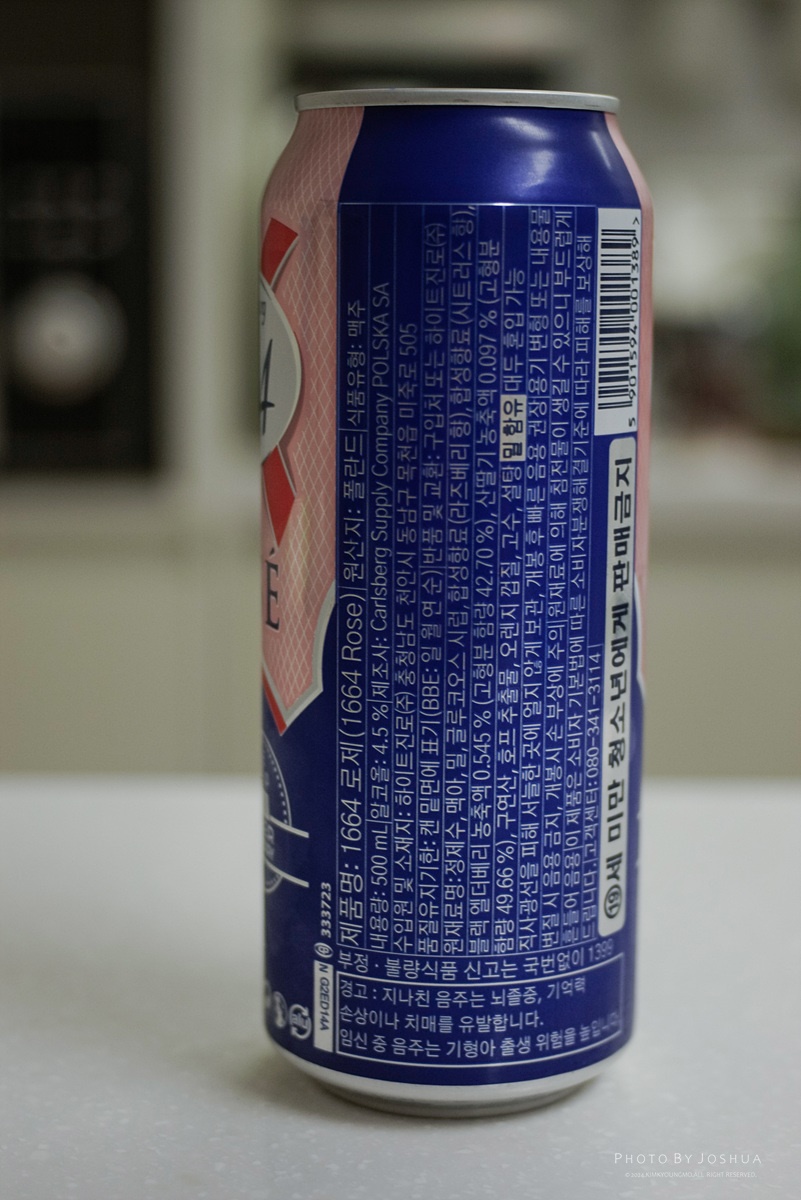 제품명: 1664 로제(1664 Rose) 원산지: 폴란드 식품유형: 맥주
내용량: 500 mL 알코올: 4.5 % 제조사: Carlsberg Supply Company POLSKA SA
수입원 및 소재지: 하이트진로(주) 충청남도 천안시 동남구 목천읍 미죽로 505
품질유지기한: 캔 밑면에 표기(BBE: 일 월 연 순) 반품 및 교환: 구입처 또는 하이트진로(주)
원재료명: 정제수, 맥아, 밀, 글루코오스시럽, 합성향료(라즈베리향), 합성향료(시트러스향),
블랙 엘더베리 농축액 0.545 % (고형분 함량 42.70 %), 산딸기 농축액 0.097 % (고형분
함량 49.66 %), 구연산, 호프 추출물, 오렌지 껍질, 고수, 설탕 밀 함유 대두 혼입 가능
직사광선을 피해 서늘한 곳에 얼지않게 보관, 개봉 후 빠른 음용 권장 용기 변형 또는 내용물
변질 시 음용 금지, 개봉시 손 부상에 주의 원재료에 의해 침전물이 생길 수 있으니 부드럽게
흔들어 음용 이 제품은 소비자 기본법에 따른 소비자분쟁해결기준에 따라 피해를 보상해
드립니다. 고객센터: 080-341-3114
19세 미만 청소년에게 판매금지
5 901594 001389 >
부정 · 불량식품 신고는 국번없이 1399
경고 : 지나친 음주는 뇌졸중, 기억력
손상이나 치매를 유발합니다.
임신 중 음주는 기형아 출생 위험을 높입니다.
333723
N G2ED14A
É
PHOTO BY JOSHUA